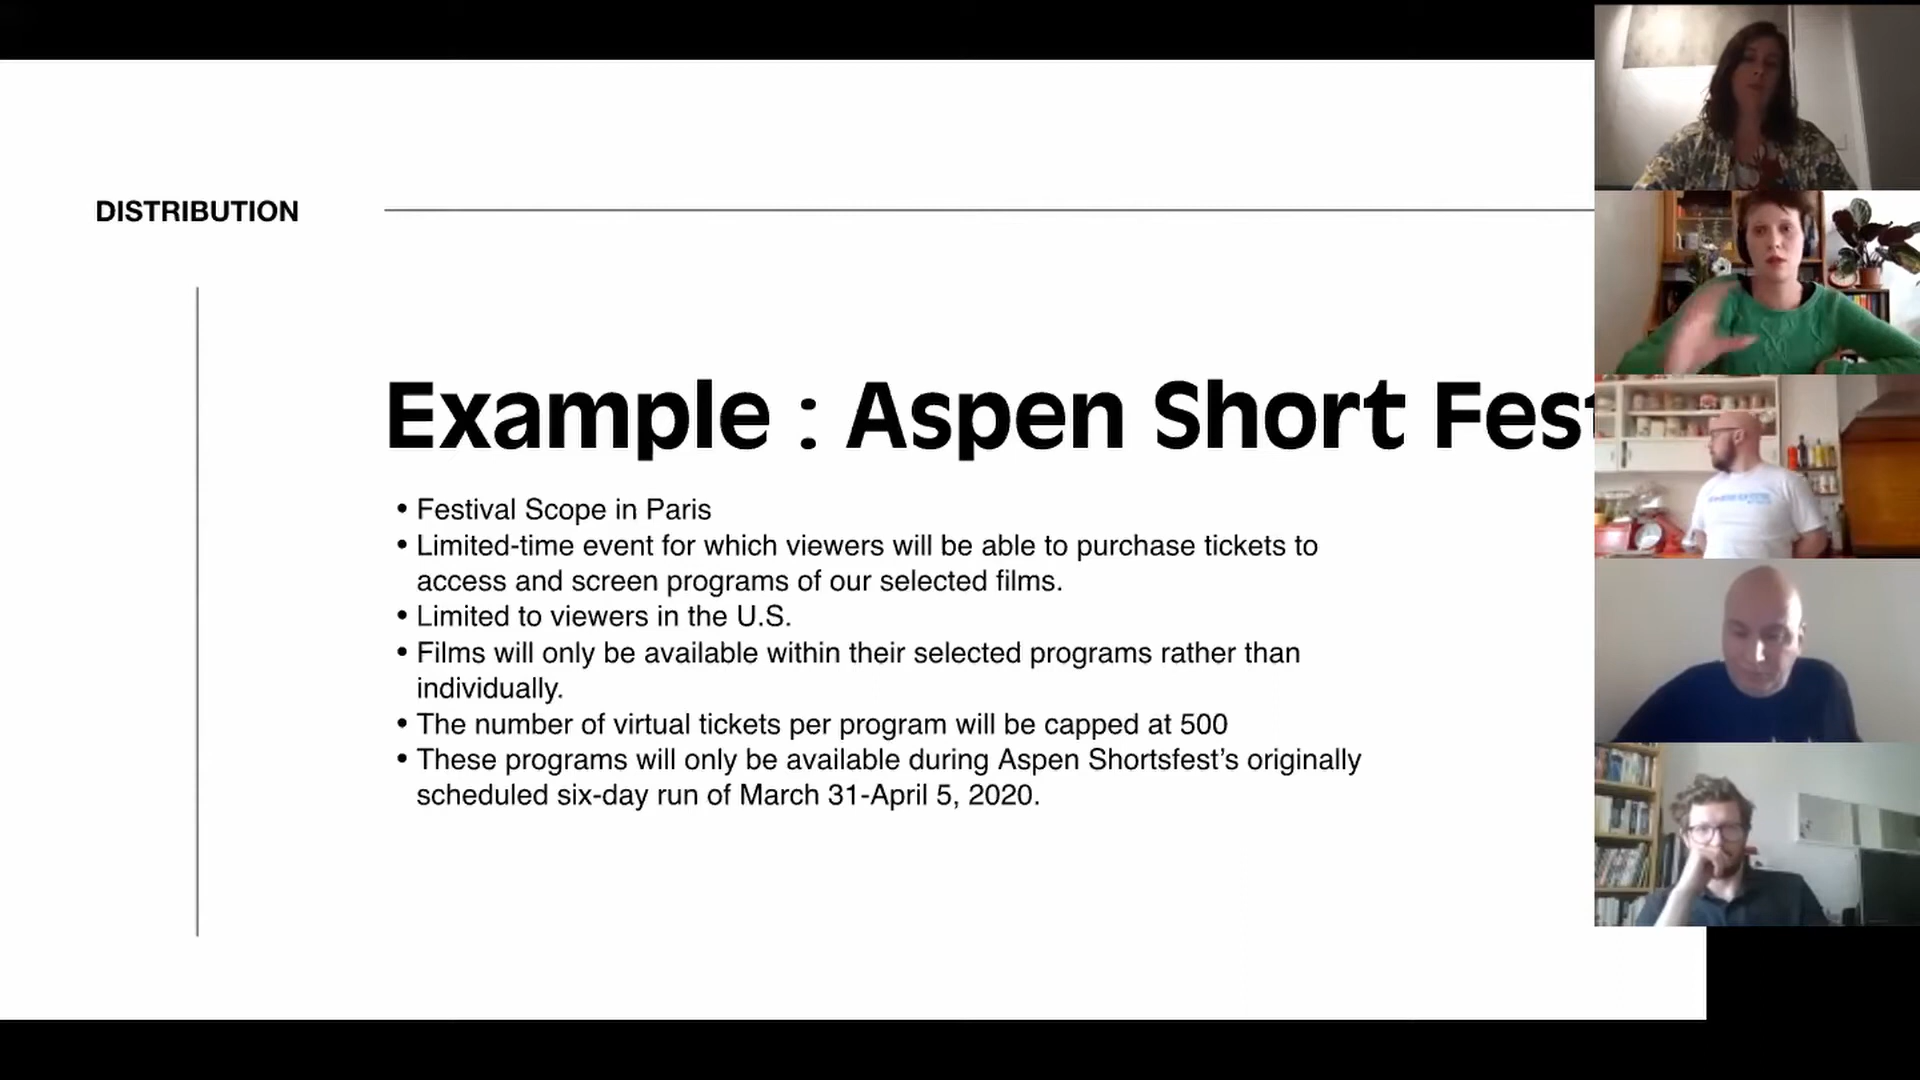 DISTRIBUTION
Example : Aspen Short Fest
• Festival Scope in Paris
• Limited-time event for which viewers will be able to purchase tickets to
access and screen programs of our selected films.
• Limited to viewers in the U.S.
• Films will only be available within their selected programs rather than
individually.
• The number of virtual tickets per program will be capped at 500
• These programs will only be available during Aspen Shortsfest’s originally
scheduled six-day run of March 31-April 5, 2020.